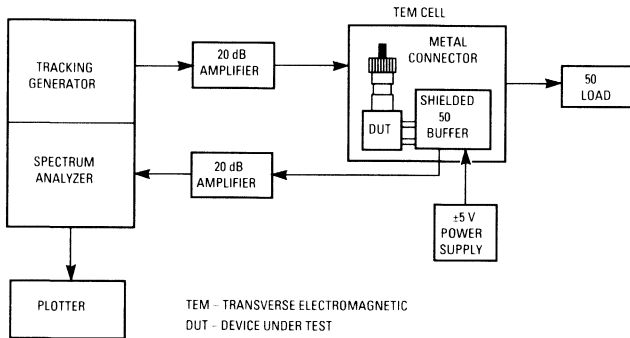 TEM CELL
TRACKING
GENERATOR
20 dB
AMPLIFIER
METAL
CONNECTOR
50
LOAD
SHIELDED
50
BUFFER
DUT
SPECTRUM
ANALYZER
20 dB
AMPLIFIER
±5 V
POWER
SUPPLY
PLOTTER
TEM – TRANSVERSE ELECTROMAGNETIC
DUT – DEVICE UNDER TEST